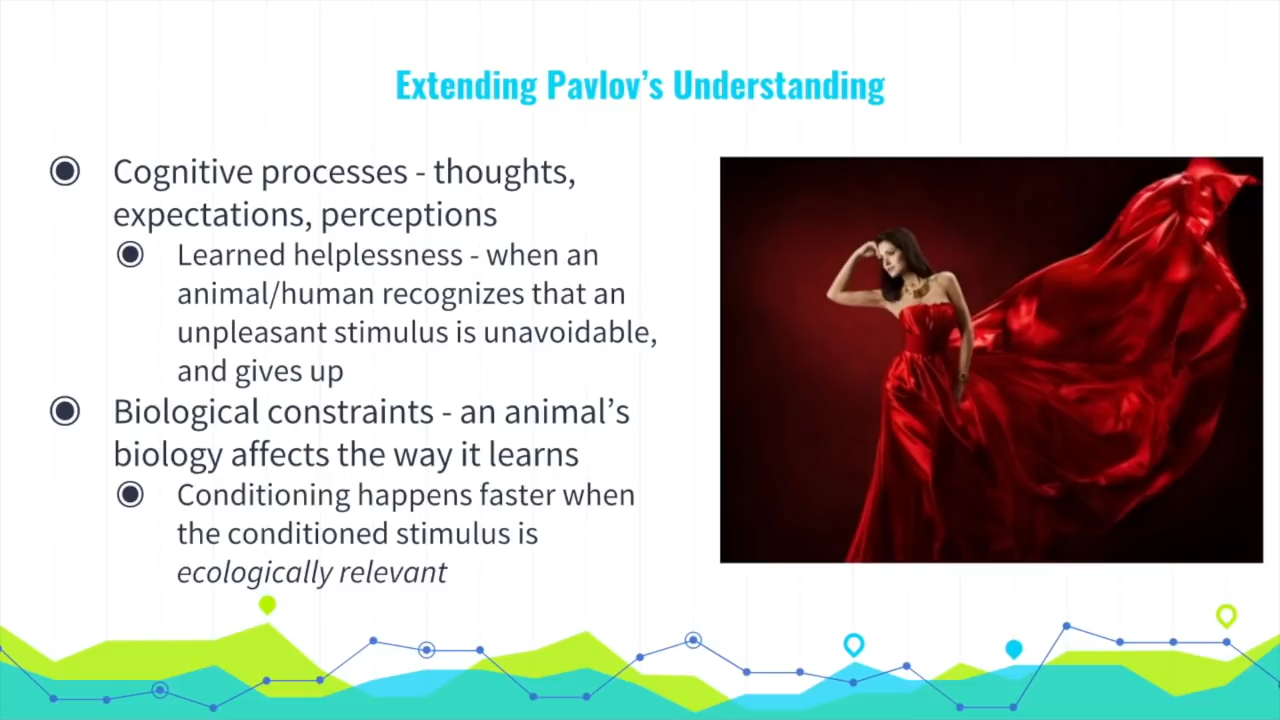 Extending Pavlov's Understanding
Cognitive processes - thoughts,
expectations, perceptions
Learned helplessness - when an
animal/human recognizes that an
unpleasant stimulus is unavoidable,
and gives up
Biological constraints - an animal's
biology affects the way it learns
Conditioning happens faster when
the conditioned stimulus is
ecologically relevant